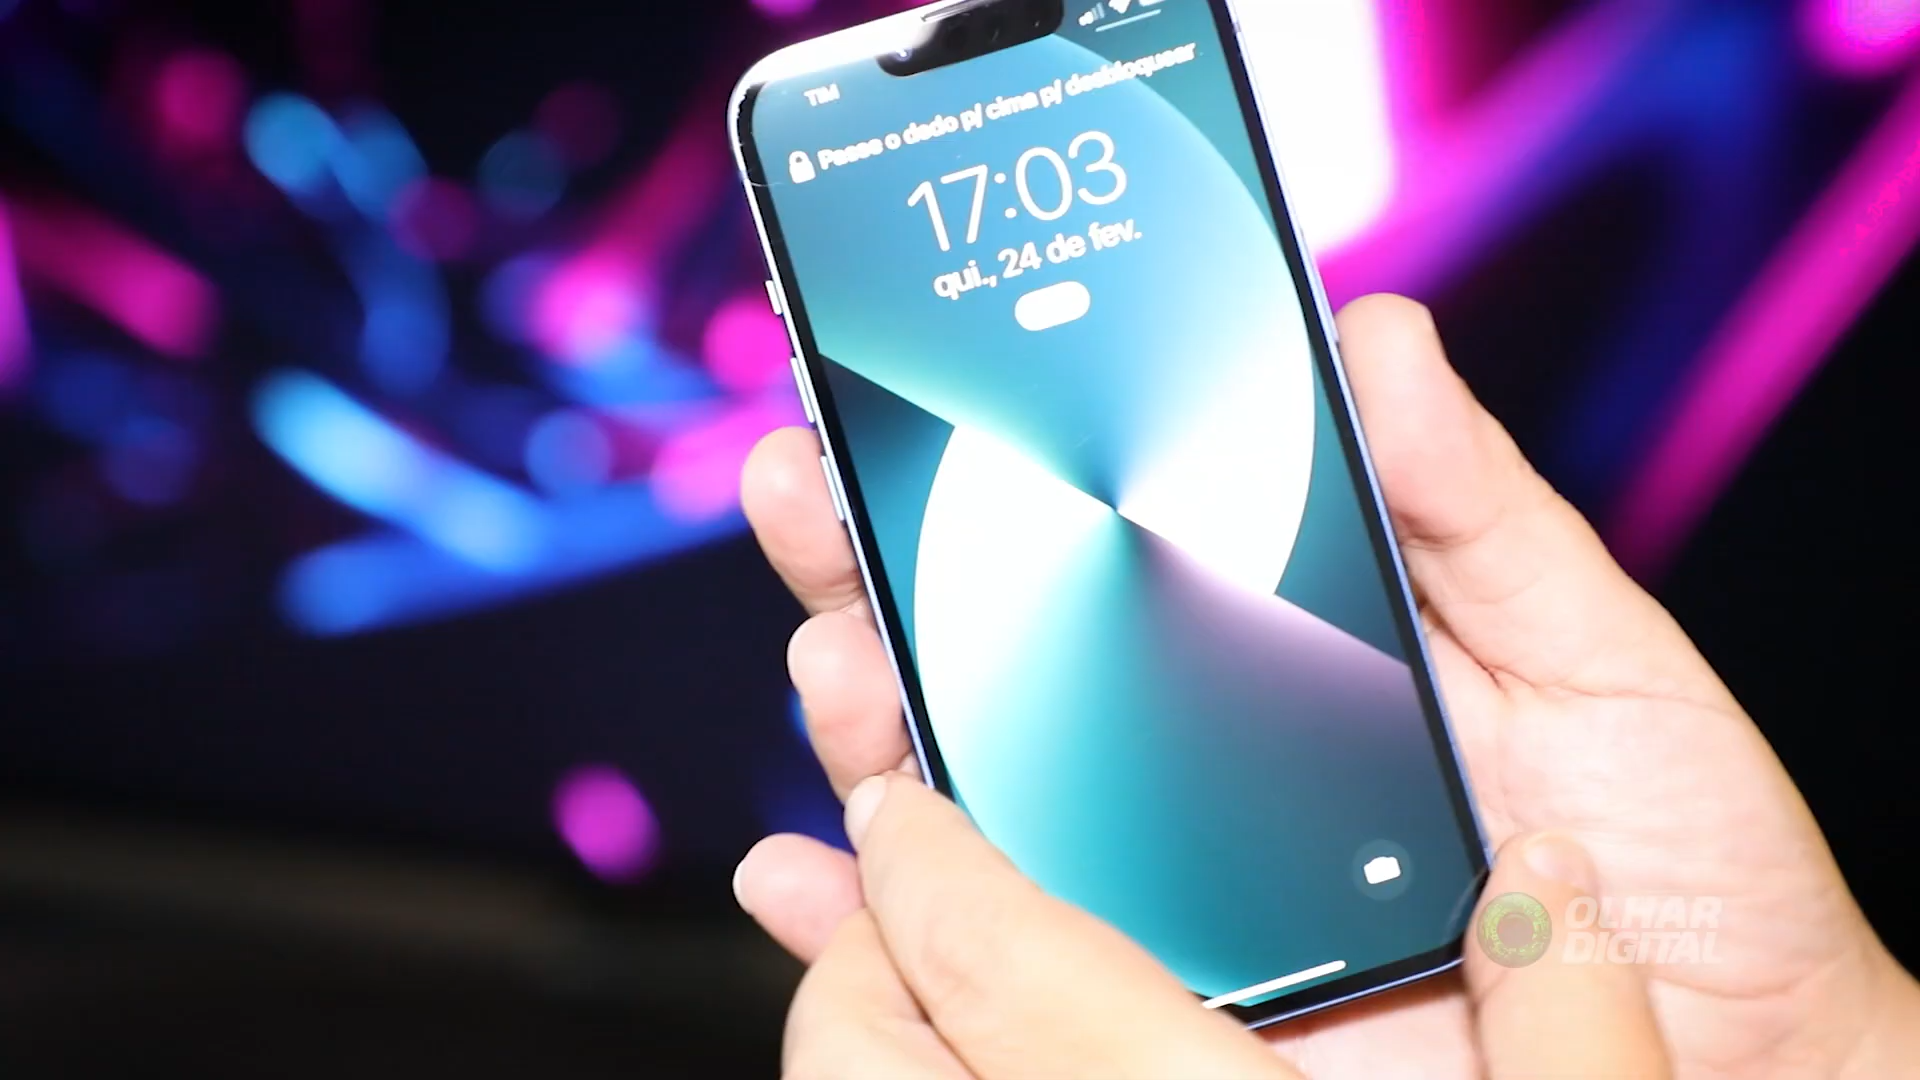 TIM
Passe o dedo p/ cima p/ desbloquear
17:03
qui., 24 de fev.
OLHAR
DIGITAL